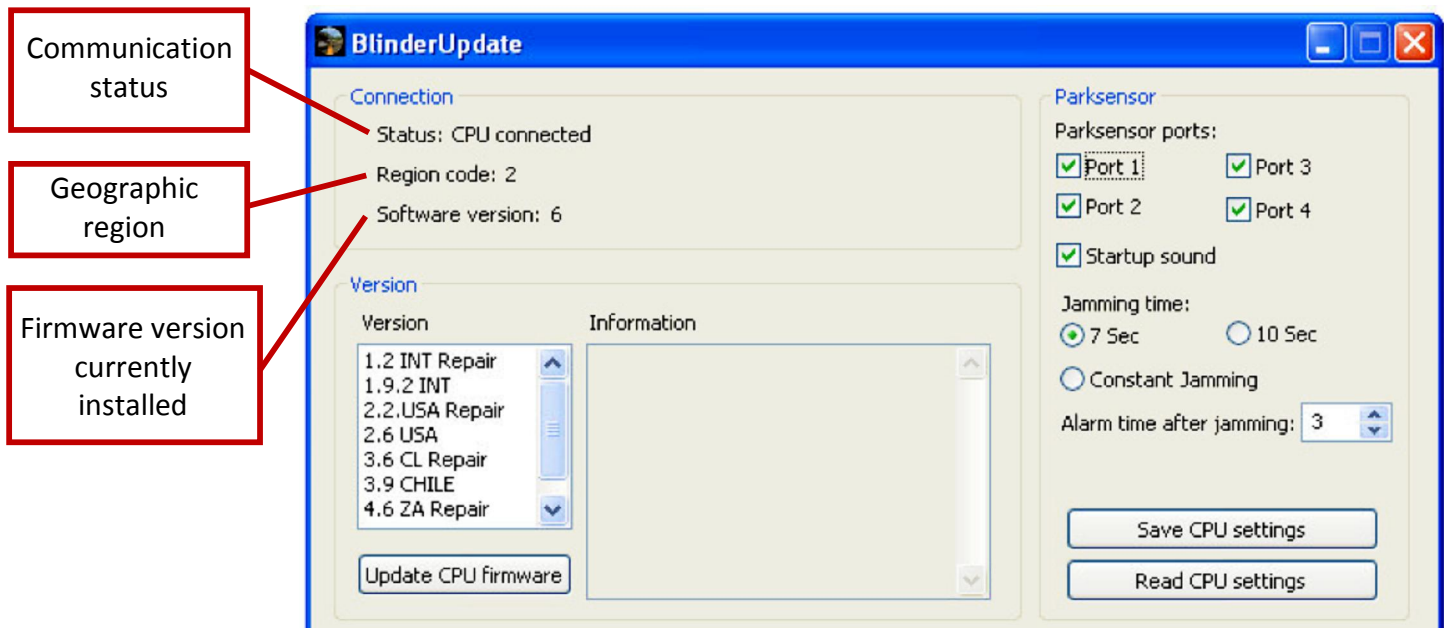 Communication
status
Geographic
region
Firmware version
currently
installed
BlinderUpdate
Connection
Status: CPU connected
Region code: 2
Software version: 6
Version
Version
Information
1.2 INT Repair
1.9.2 INT
2.2.USA Repair
2.6 USA
3.6 CL Repair
3.9 CHILE
4.6 ZA Repair
Update CPU firmware
Parksensor
Parksensor ports:
Port 1 Port 3
Port 2 Port 4
Startup sound
Jamming time:
7 Sec 10 Sec
Constant Jamming
Alarm time after jamming: 3
Save CPU settings
Read CPU settings